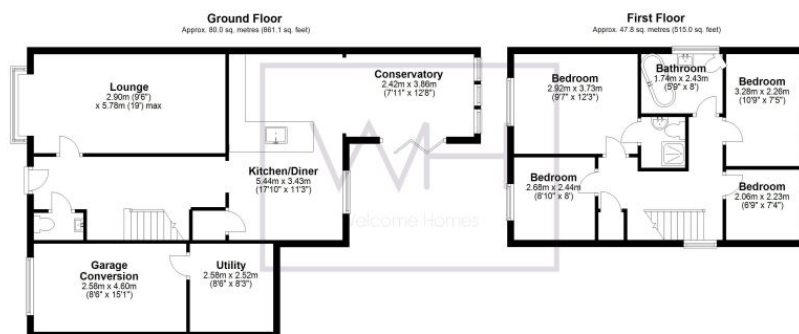 Ground Floor
Approx. 80.0 sq. metres (861.1 sq. feet)
Lounge
2.90m (9'6")
x 5.78m (19') max
Conservatory
2.42m x 3.86m
(7'11" x 12'8")
Kitchen/Diner
5.44m x 3.43m
(17'10" x 11'3")
Garage
Conversion
2.58m x 4.60m
(8'6" x 15'1")
Utility
2.58m x 2.52m
(8'6" x 8'3")
WH
Welcome Homes
First Floor
Approx. 47.8 sq. metres (515.0 sq. feet)
Bedroom
2.92m x 3.73m
(9'7" x 12'3")
Bathroom
1.74m x 2.43m
(5'9" x 8')
Bedroom
3.28m x 2.26m
(10'9" x 7'5")
Bedroom
2.68m x 2.44m
(8'10" x 8')
Bedroom
2.06m x 2.23m
(6'9" x 7'4")